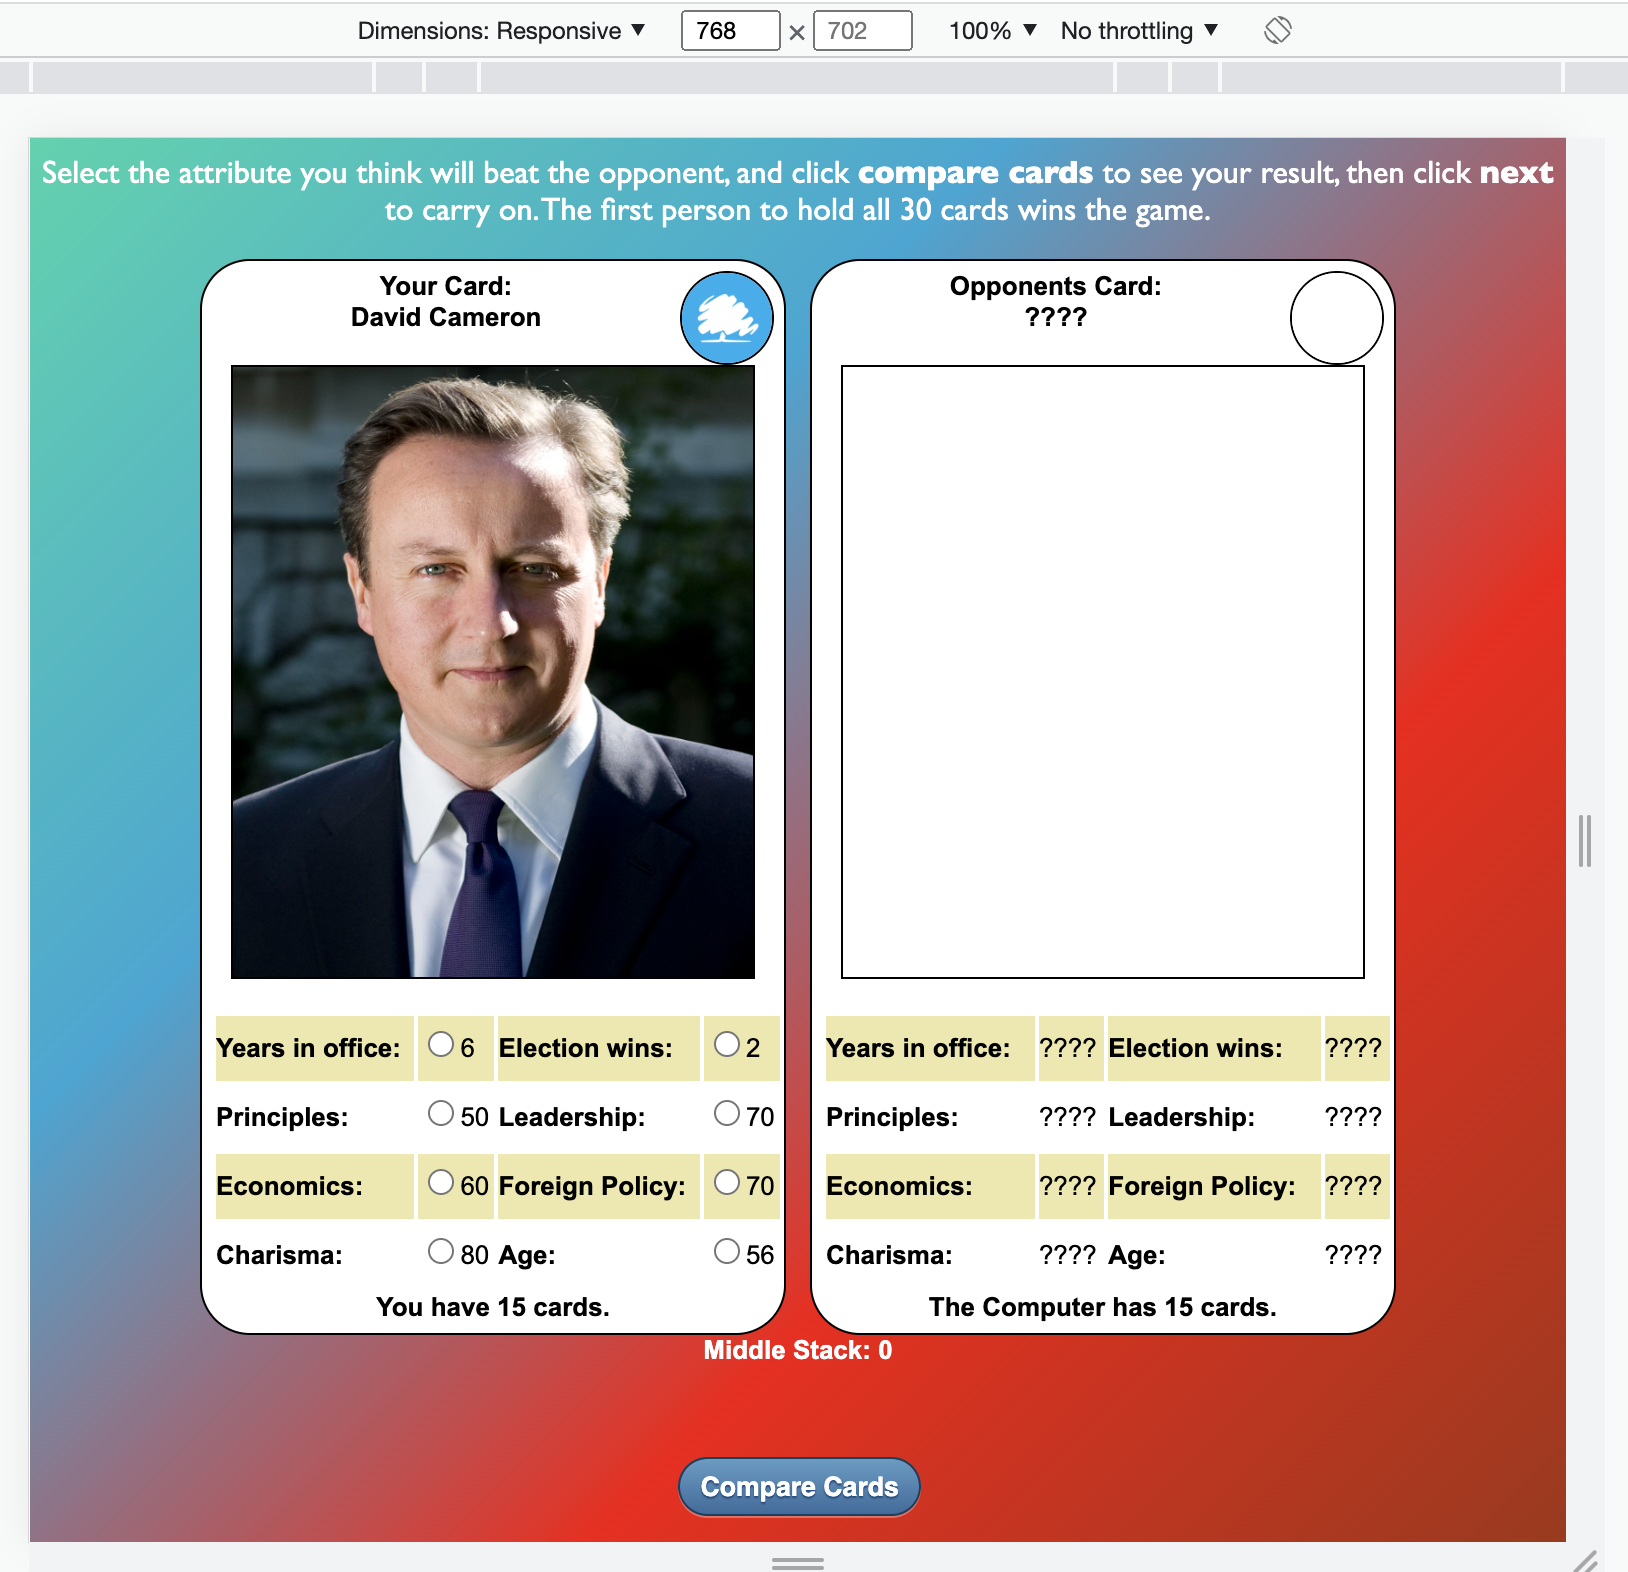 Dimensions: Responsive ▼ 768 × 702 100% ▼ No throttling ▼
Select the attribute you think will beat the opponent, and click compare cards to see your result, then click next
to carry on. The first person to hold all 30 cards wins the game.
Your Card:
David Cameron
Opponents Card:
????
Years in office: 6 Election wins: 2
Principles: 50 Leadership: 70
Economics: 60 Foreign Policy: 70
Charisma: 80 Age: 56
You have 15 cards.
Years in office: ???? Election wins: ????
Principles: ???? Leadership: ????
Economics: ???? Foreign Policy: ????
Charisma: ???? Age: ????
The Computer has 15 cards.
Middle Stack: 0
Compare Cards